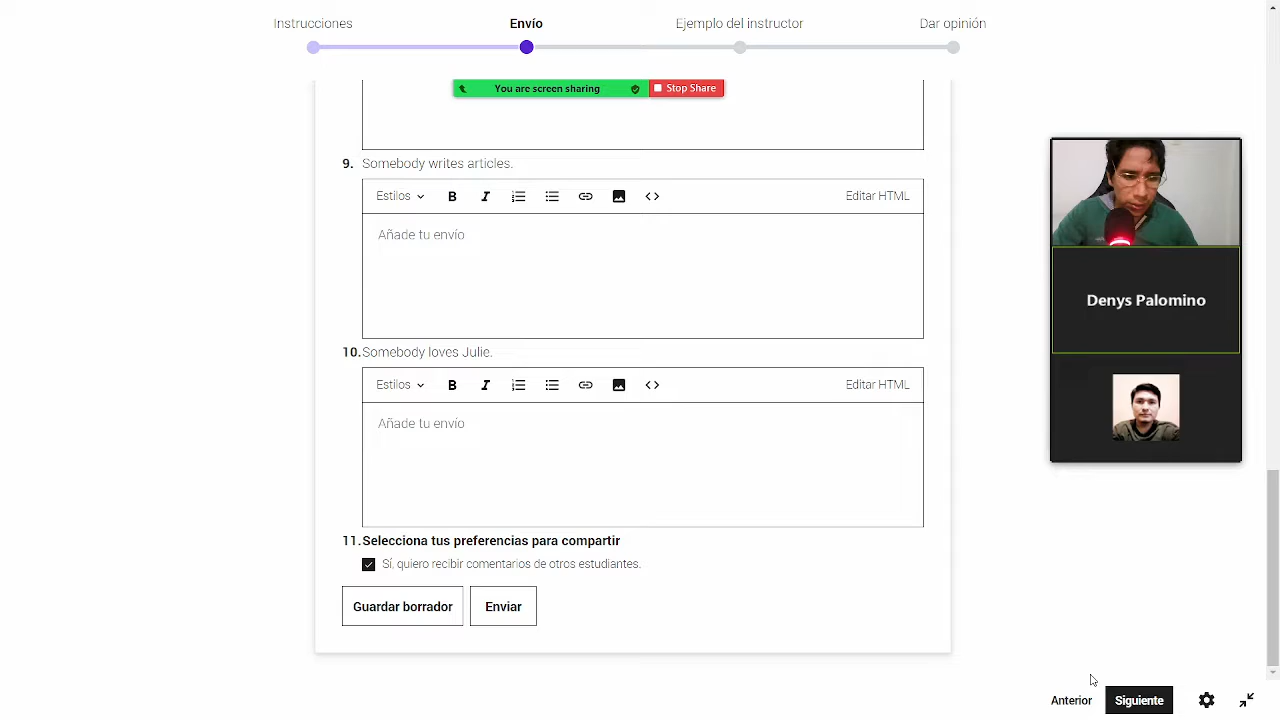 Instrucciones
Envío
Ejemplo del instructor
Dar opinión
You are screen sharing
Stop Share
9. Somebody writes articles.
Estilos
Editar HTML
Añade tu envío
10. Somebody loves Julie.
Estilos
Editar HTML
Añade tu envío
11. Selecciona tus preferencias para compartir
Sí, quiero recibir comentarios de otros estudiantes.
Guardar borrador
Enviar
Denys Palomino
Anterior
Siguiente